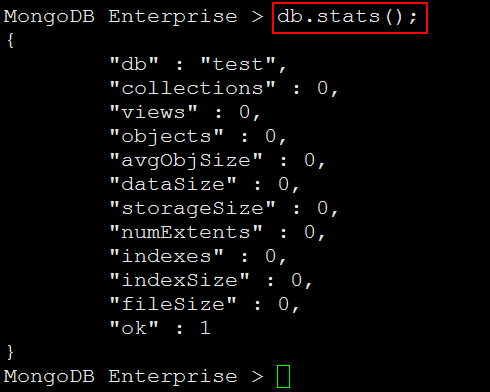 MongoDB Enterprise > db.stats();
{
        "db" : "test",
        "collections" : 0,
        "views" : 0,
        "objects" : 0,
        "avgObjSize" : 0,
        "dataSize" : 0,
        "storageSize" : 0,
        "numExtents" : 0,
        "indexes" : 0,
        "indexSize" : 0,
        "fileSize" : 0,
        "ok" : 1
}
MongoDB Enterprise >